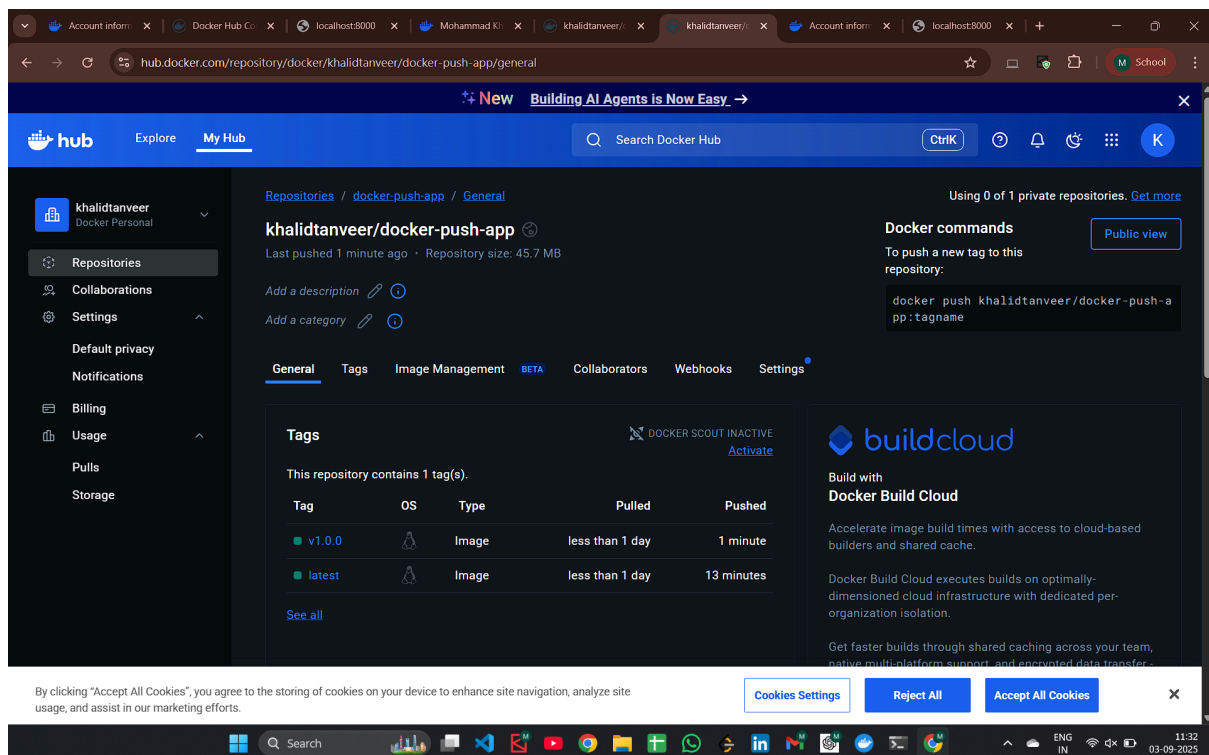 Account inform
Docker Hub Co
localhost:8000
Mohammad Kh
khalidtanveer/d
khalidtanveer/d
Account inform
localhost:8000
hub.docker.com/repository/docker/khalidtanveer/docker-push-app/general
M School
New Building AI Agents is Now Easy →
hub
Explore
My Hub
Search Docker Hub
CtrlK
K
khalidtanveer
Docker Personal
Repositories
Collaborations
Settings
Default privacy
Notifications
Billing
Usage
Pulls
Storage
Repositories / docker-push-app / General
Using 0 of 1 private repositories. Get more
khalidtanveer/docker-push-app
Last pushed 1 minute ago · Repository size: 45.7 MB
Add a description
Add a category
Docker commands
Public view
To push a new tag to this
repository:
docker push khalidtanveer/docker-push-a
pp:tagname
General Tags Image Management BETA Collaborators Webhooks Settings
Tags
DOCKER SCOUT INACTIVE
Activate
This repository contains 1 tag(s).
Tag OS Type Pulled Pushed
v1.0.0 Image less than 1 day 1 minute
latest Image less than 1 day 13 minutes
See all
buildcloud
Build with
Docker Build Cloud
Accelerate image build times with access to cloud-based
builders and shared cache.
Docker Build Cloud executes builds on optimally-
dimensioned cloud infrastructure with dedicated per-
organization isolation.
Get faster builds through shared caching across your team,
native multi-platform support, and encrypted data transfer -
By clicking “Accept All Cookies”, you agree to the storing of cookies on your device to enhance site navigation, analyze site
usage, and assist in our marketing efforts.
Cookies Settings
Reject All
Accept All Cookies
Search
ENG
IN
11:32
03-09-2025